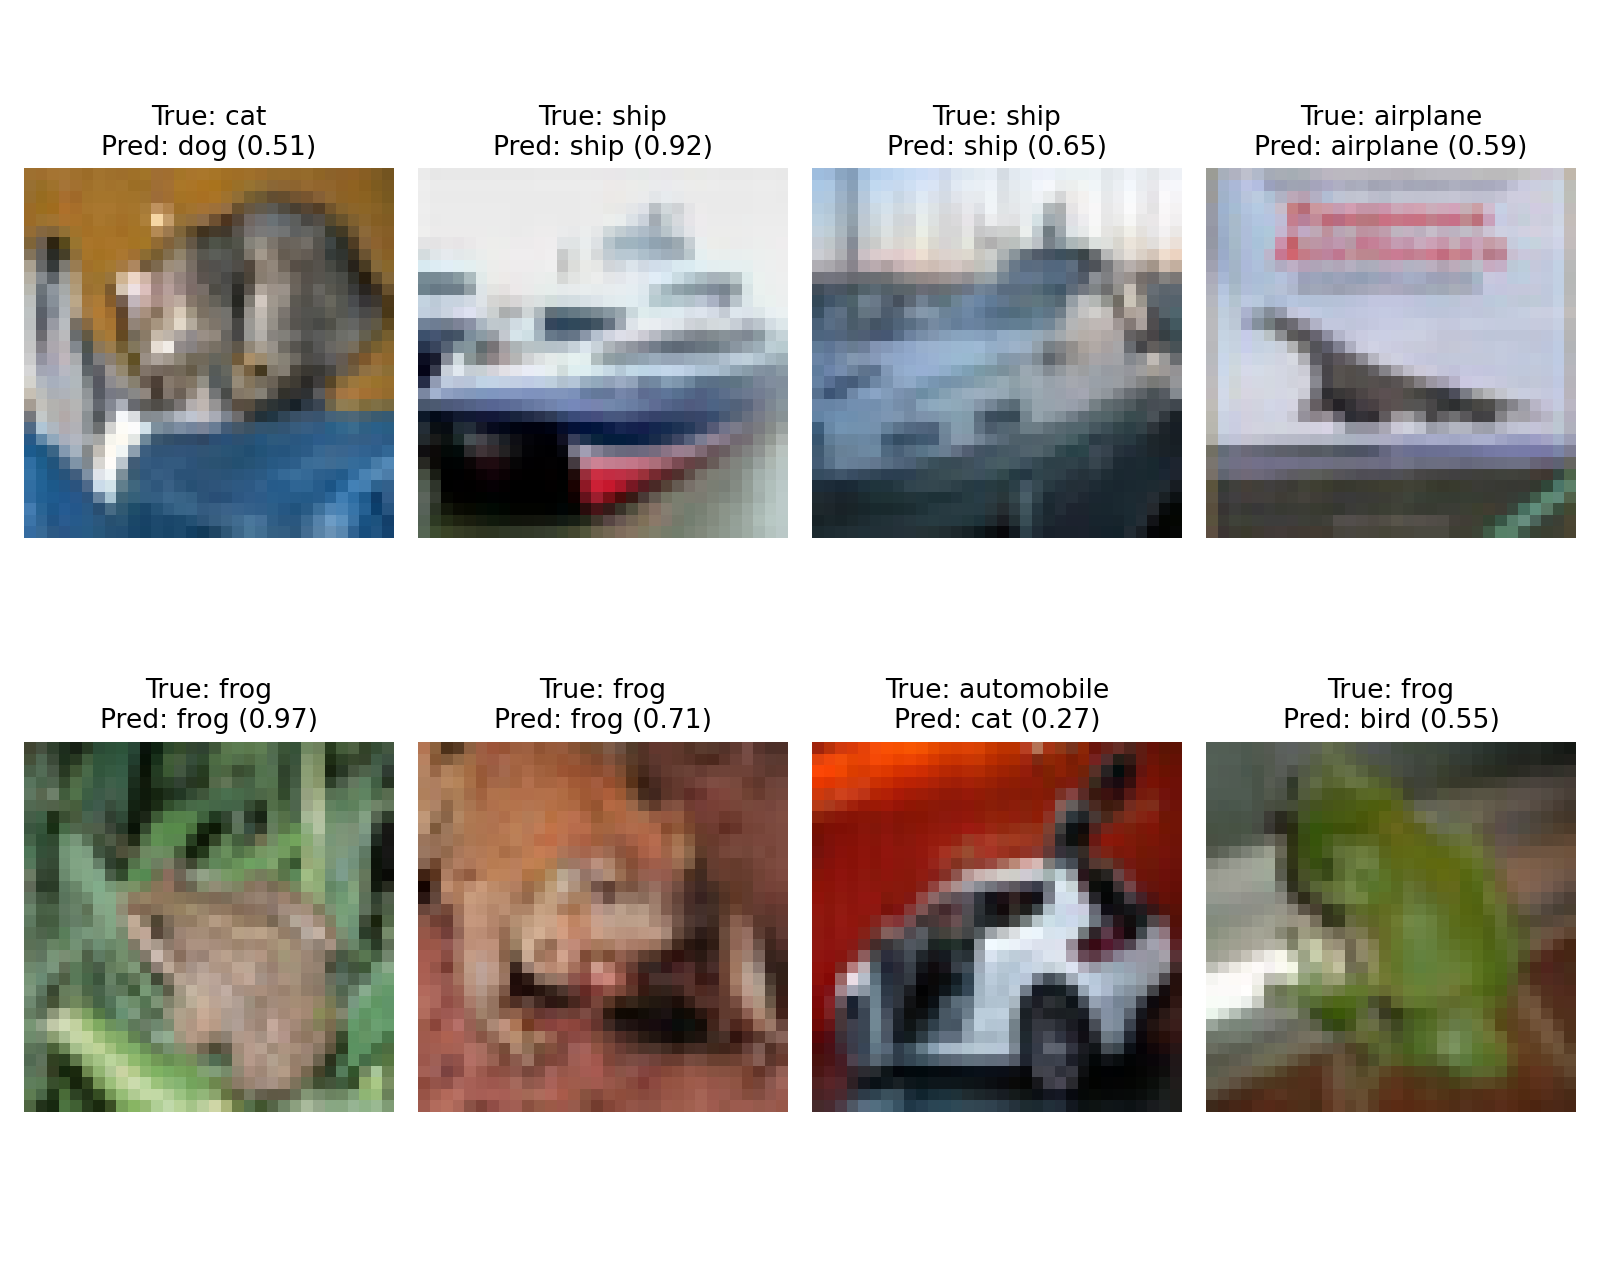 True: cat
Pred: dog (0.51)
True: ship
Pred: ship (0.92)
True: ship
Pred: ship (0.65)
True: airplane
Pred: airplane (0.59)
True: frog
Pred: frog (0.97)
True: frog
Pred: frog (0.71)
True: automobile
Pred: cat (0.27)
True: frog
Pred: bird (0.55)